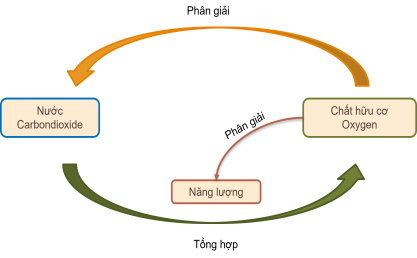 Phân giải
Nước
Carbondioxide
Chất hữu cơ
Oxygen
Phân giải
Năng lượng
Tổng hợp